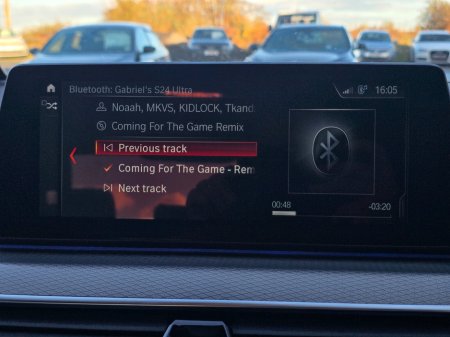 Bluetooth: Gabriel's S24 Ultra
16:05
Noaah, MKVS, KIDLOCK, Tkand
Coming For The Game Remix
Previous track
Coming For The Game - Rem
Next track
00:48
-03:20